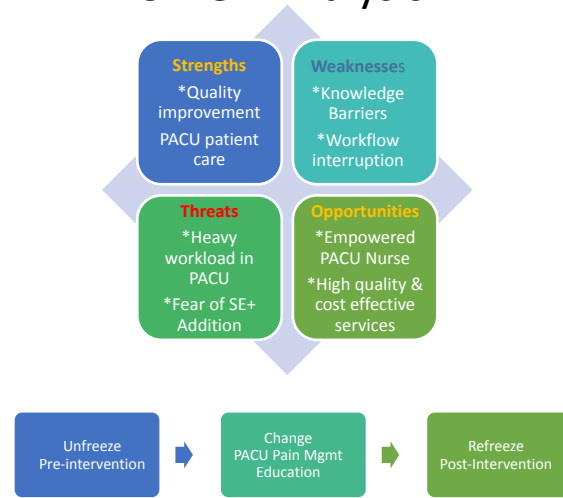 Strengths
*Quality
improvement
PACU patient
care
Weaknesses
*Knowledge
Barriers
*Workflow
interruption
Threats
*Heavy
workload in
PACU
*Fear of SE+
Addition
Opportunities
*Empowered
PACU Nurse
*High quality &
cost effective
services
Unfreeze
Pre-intervention
Change
PACU Pain Mgmt
Education
Refreeze
Post-Intervention